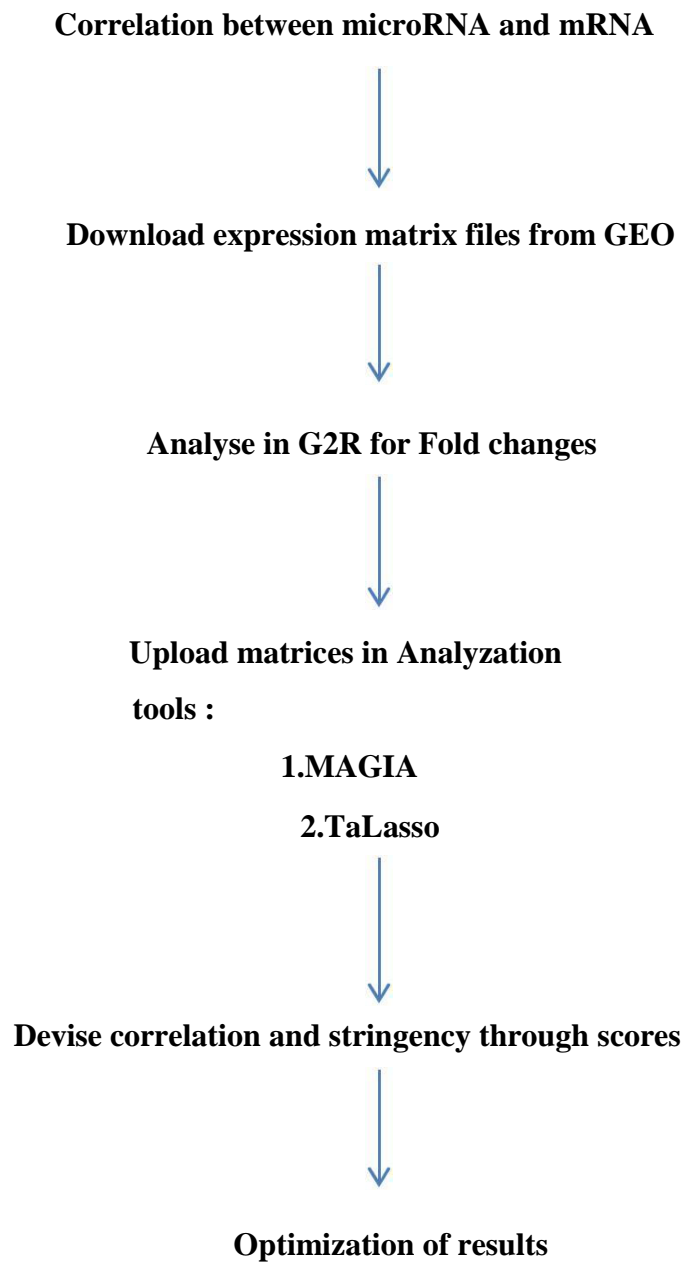 Correlation between microRNA and mRNA
Download expression matrix files from GEO
Analyse in G2R for Fold changes
Upload matrices in Analyzation
tools :
1.MAGIA
2.TaLasso
Devise correlation and stringency through scores
Optimization of results